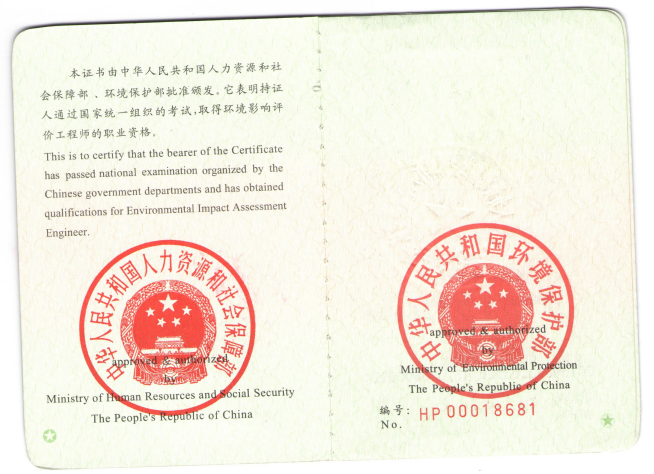 本证书由中华人民共和国人力资源和社
会保障部、环境保护部批准颁发。它表明持证
人通过国家统一组织的考试,取得环境影响评
价工程师的职业资格。
This is to certify that the bearer of the Certificate
has passed national examination organized by the
Chinese government departments and has obtained
qualifications for Environmental Impact Assessment
Engineer.
中华人民共和国人力资源和社会保障部
approved & authorized
by
Ministry of Human Resources and Social Security
The People's Republic of China
中华人民共和国环境保护部
approved & authorized
by
Ministry of Environmental Protection
The People's Republic of China
编号: HP 00018681
No.